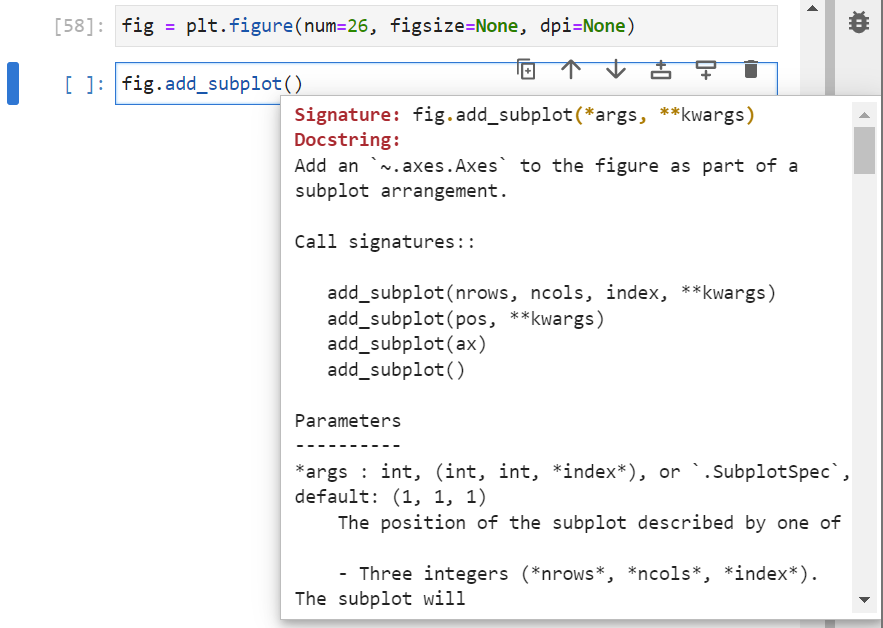 [58]: fig = plt.figure(num=26, figsize=None, dpi=None)
[ ]: fig.add_subplot()
Signature: fig.add_subplot(*args, **kwargs)
Docstring:
Add an `~.axes.Axes` to the figure as part of a
subplot arrangement.
Call signatures::
add_subplot(nrows, ncols, index, **kwargs)
add_subplot(pos, **kwargs)
add_subplot(ax)
add_subplot()
Parameters
----------
*args : int, (int, int, *index*), or `.SubplotSpec`,
default: (1, 1, 1)
The position of the subplot described by one of
- Three integers (*nrows*, *ncols*, *index*).
The subplot will